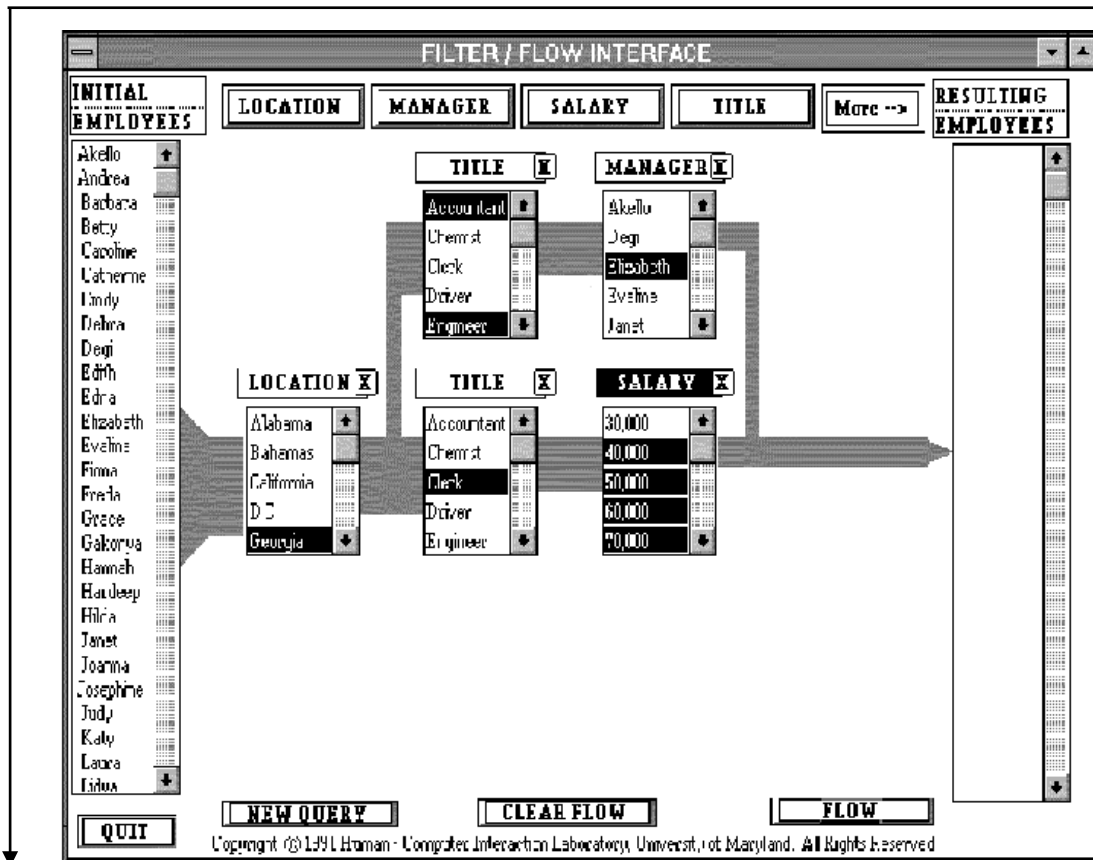 FILTER / FLOW INTERFACE
INITIAL
EMPLOYEES
LOCATION
MANAGER
SALARY
TITLE
More -->
RESULTING
EMPLOYEES
Akello
Andrea
Barbara
Betty
Caroline
Catherine
Cindy
Debra
Degi
Edith
Edna
Elizabeth
Eveline
Fiona
Freda
Grace
Gakonya
Hannah
Hardeep
Hilda
Janet
Joanna
Josephine
Judy
Katy
Laura
TITLE X
Accountant
Chemist
Clerk
Driver
Engineer
MANAGER X
Akello
Degi
Elizabeth
Eveline
Janet
LOCATION X
Alabama
Bahamas
California
D C
Georgia
TITLE X
Accountant
Chemist
Clerk
Driver
Engineer
SALARY X
30,000
40,000
50,000
60,000
70,000
QUIT
NEW QUERY
CLEAR FLOW
FLOW
Copyright © 1991 Human - Computer Interaction Laboratory, University of Maryland. All Rights Reserved